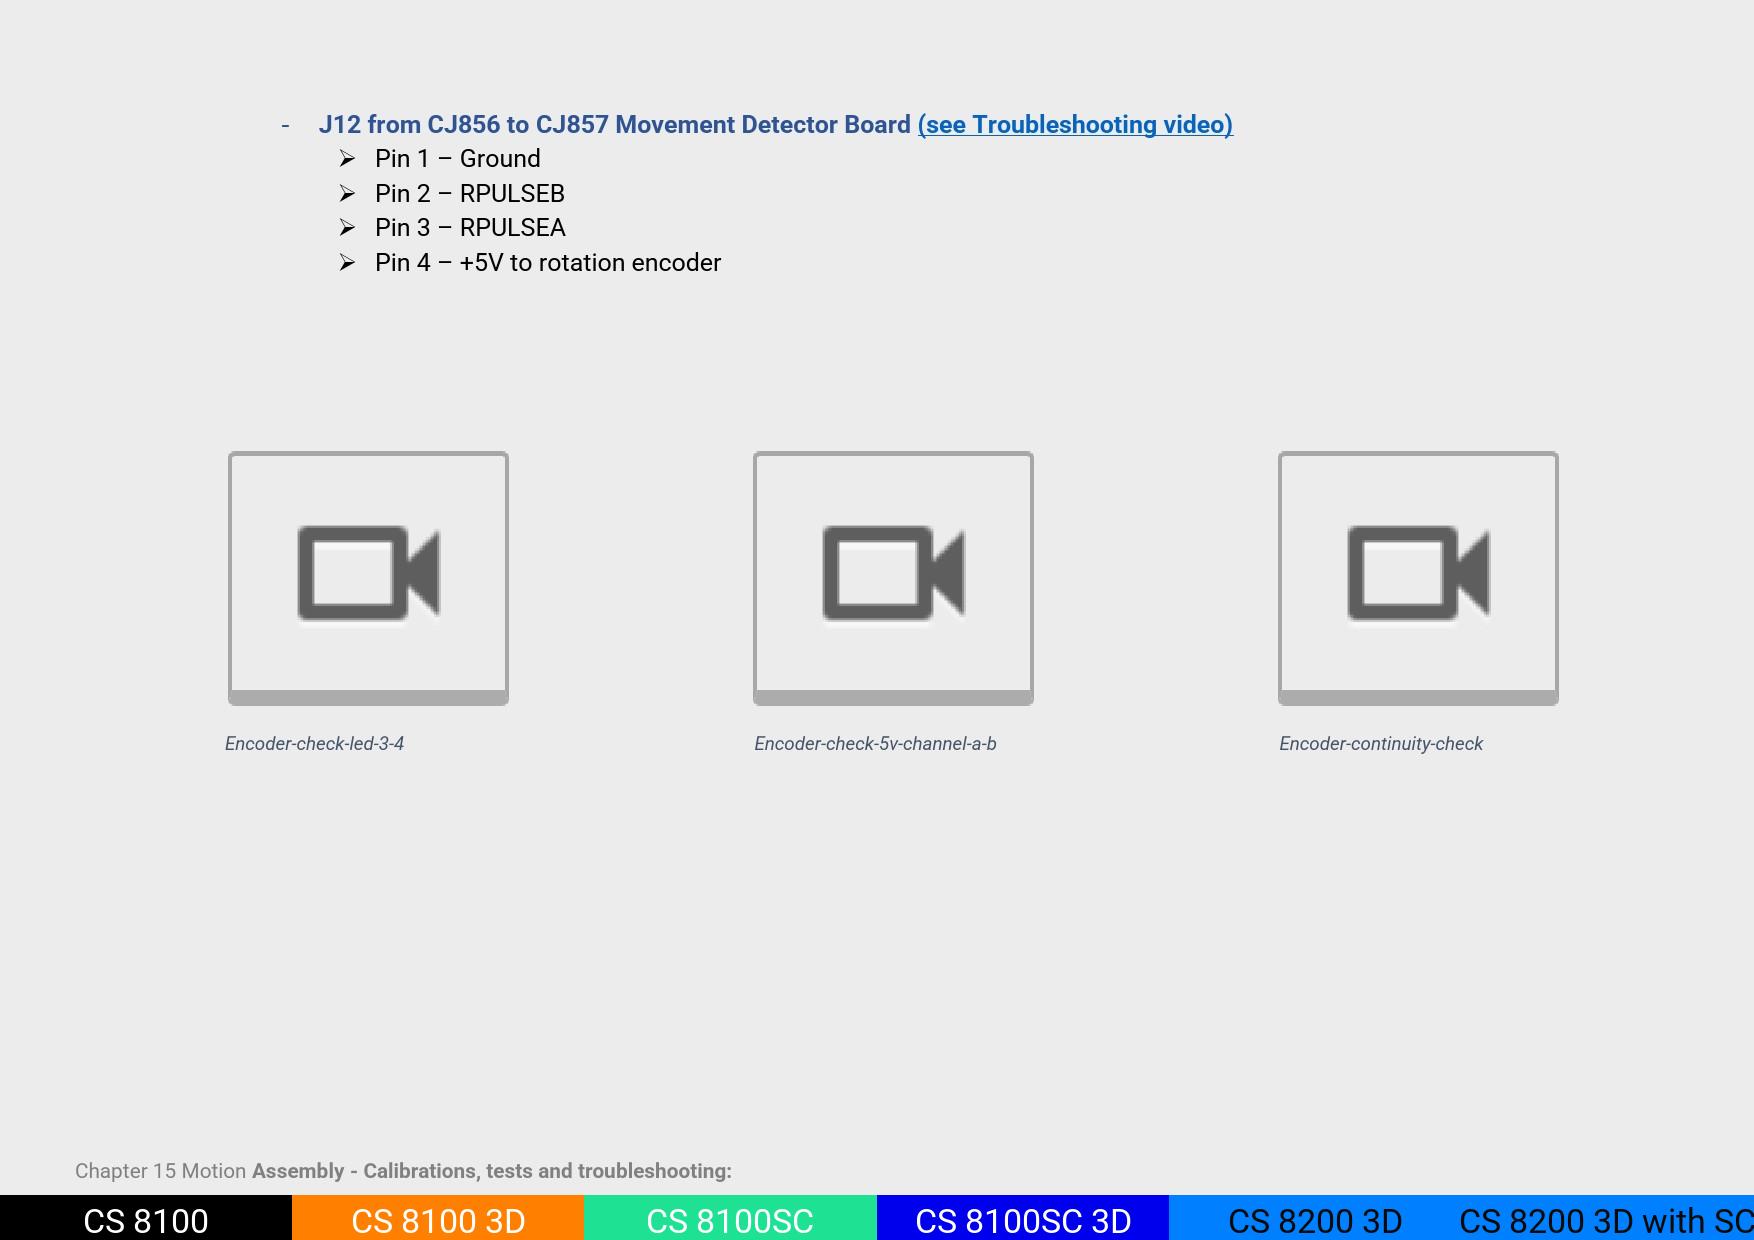 - J12 from CJ856 to CJ857 Movement Detector Board (see Troubleshooting video)
➢ Pin 1 – Ground
➢ Pin 2 – RPULSEB
➢ Pin 3 – RPULSEA
➢ Pin 4 – +5V to rotation encoder
Encoder-check-led-3-4
Encoder-check-5v-channel-a-b
Encoder-continuity-check
Chapter 15 Motion Assembly - Calibrations, tests and troubleshooting:
CS 8100 CS 8100 3D CS 8100SC CS 8100SC 3D CS 8200 3D CS 8200 3D with SC